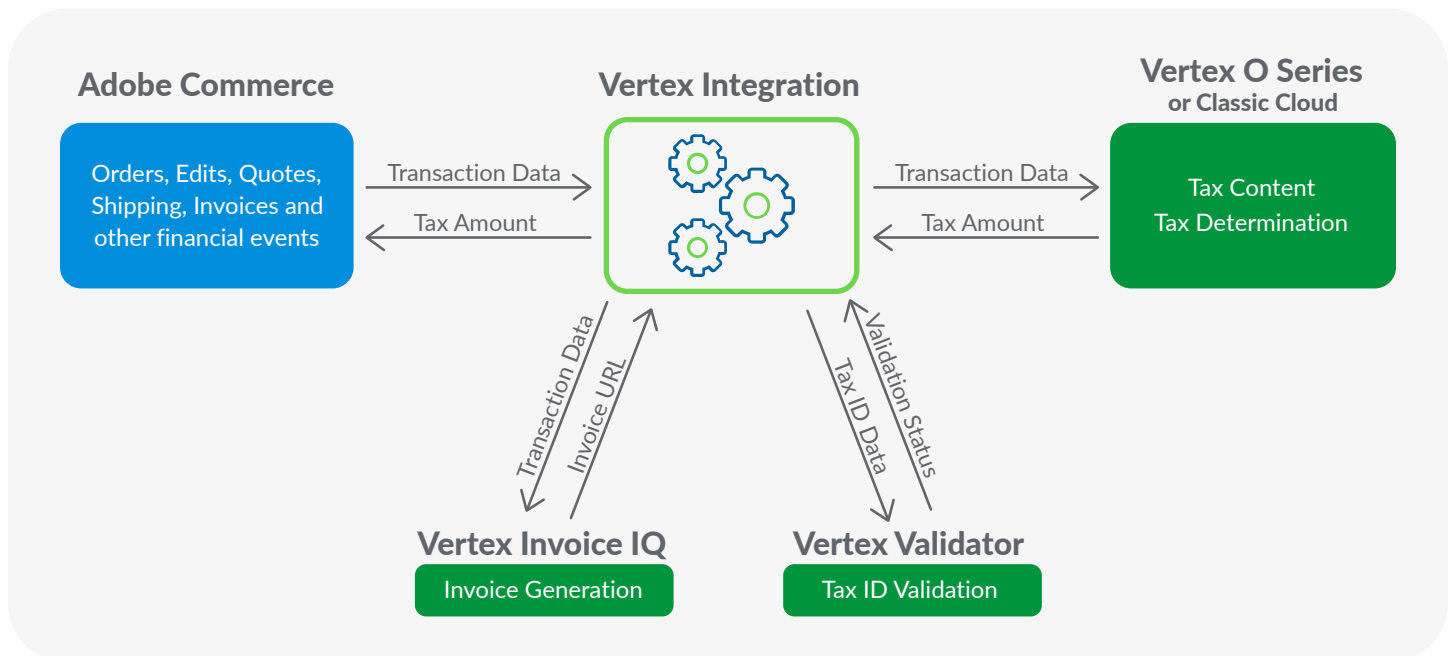 Adobe Commerce
Vertex Integration
Vertex O Series
or Classic Cloud
Orders, Edits, Quotes,
Shipping, Invoices and
other financial events
Transaction Data
Tax Amount
Transaction Data
Tax Amount
Tax Content
Tax Determination
Transaction Data
Invoice URL
Tax ID Data
Validation Status
Vertex Invoice IQ
Invoice Generation
Vertex Validator
Tax ID Validation